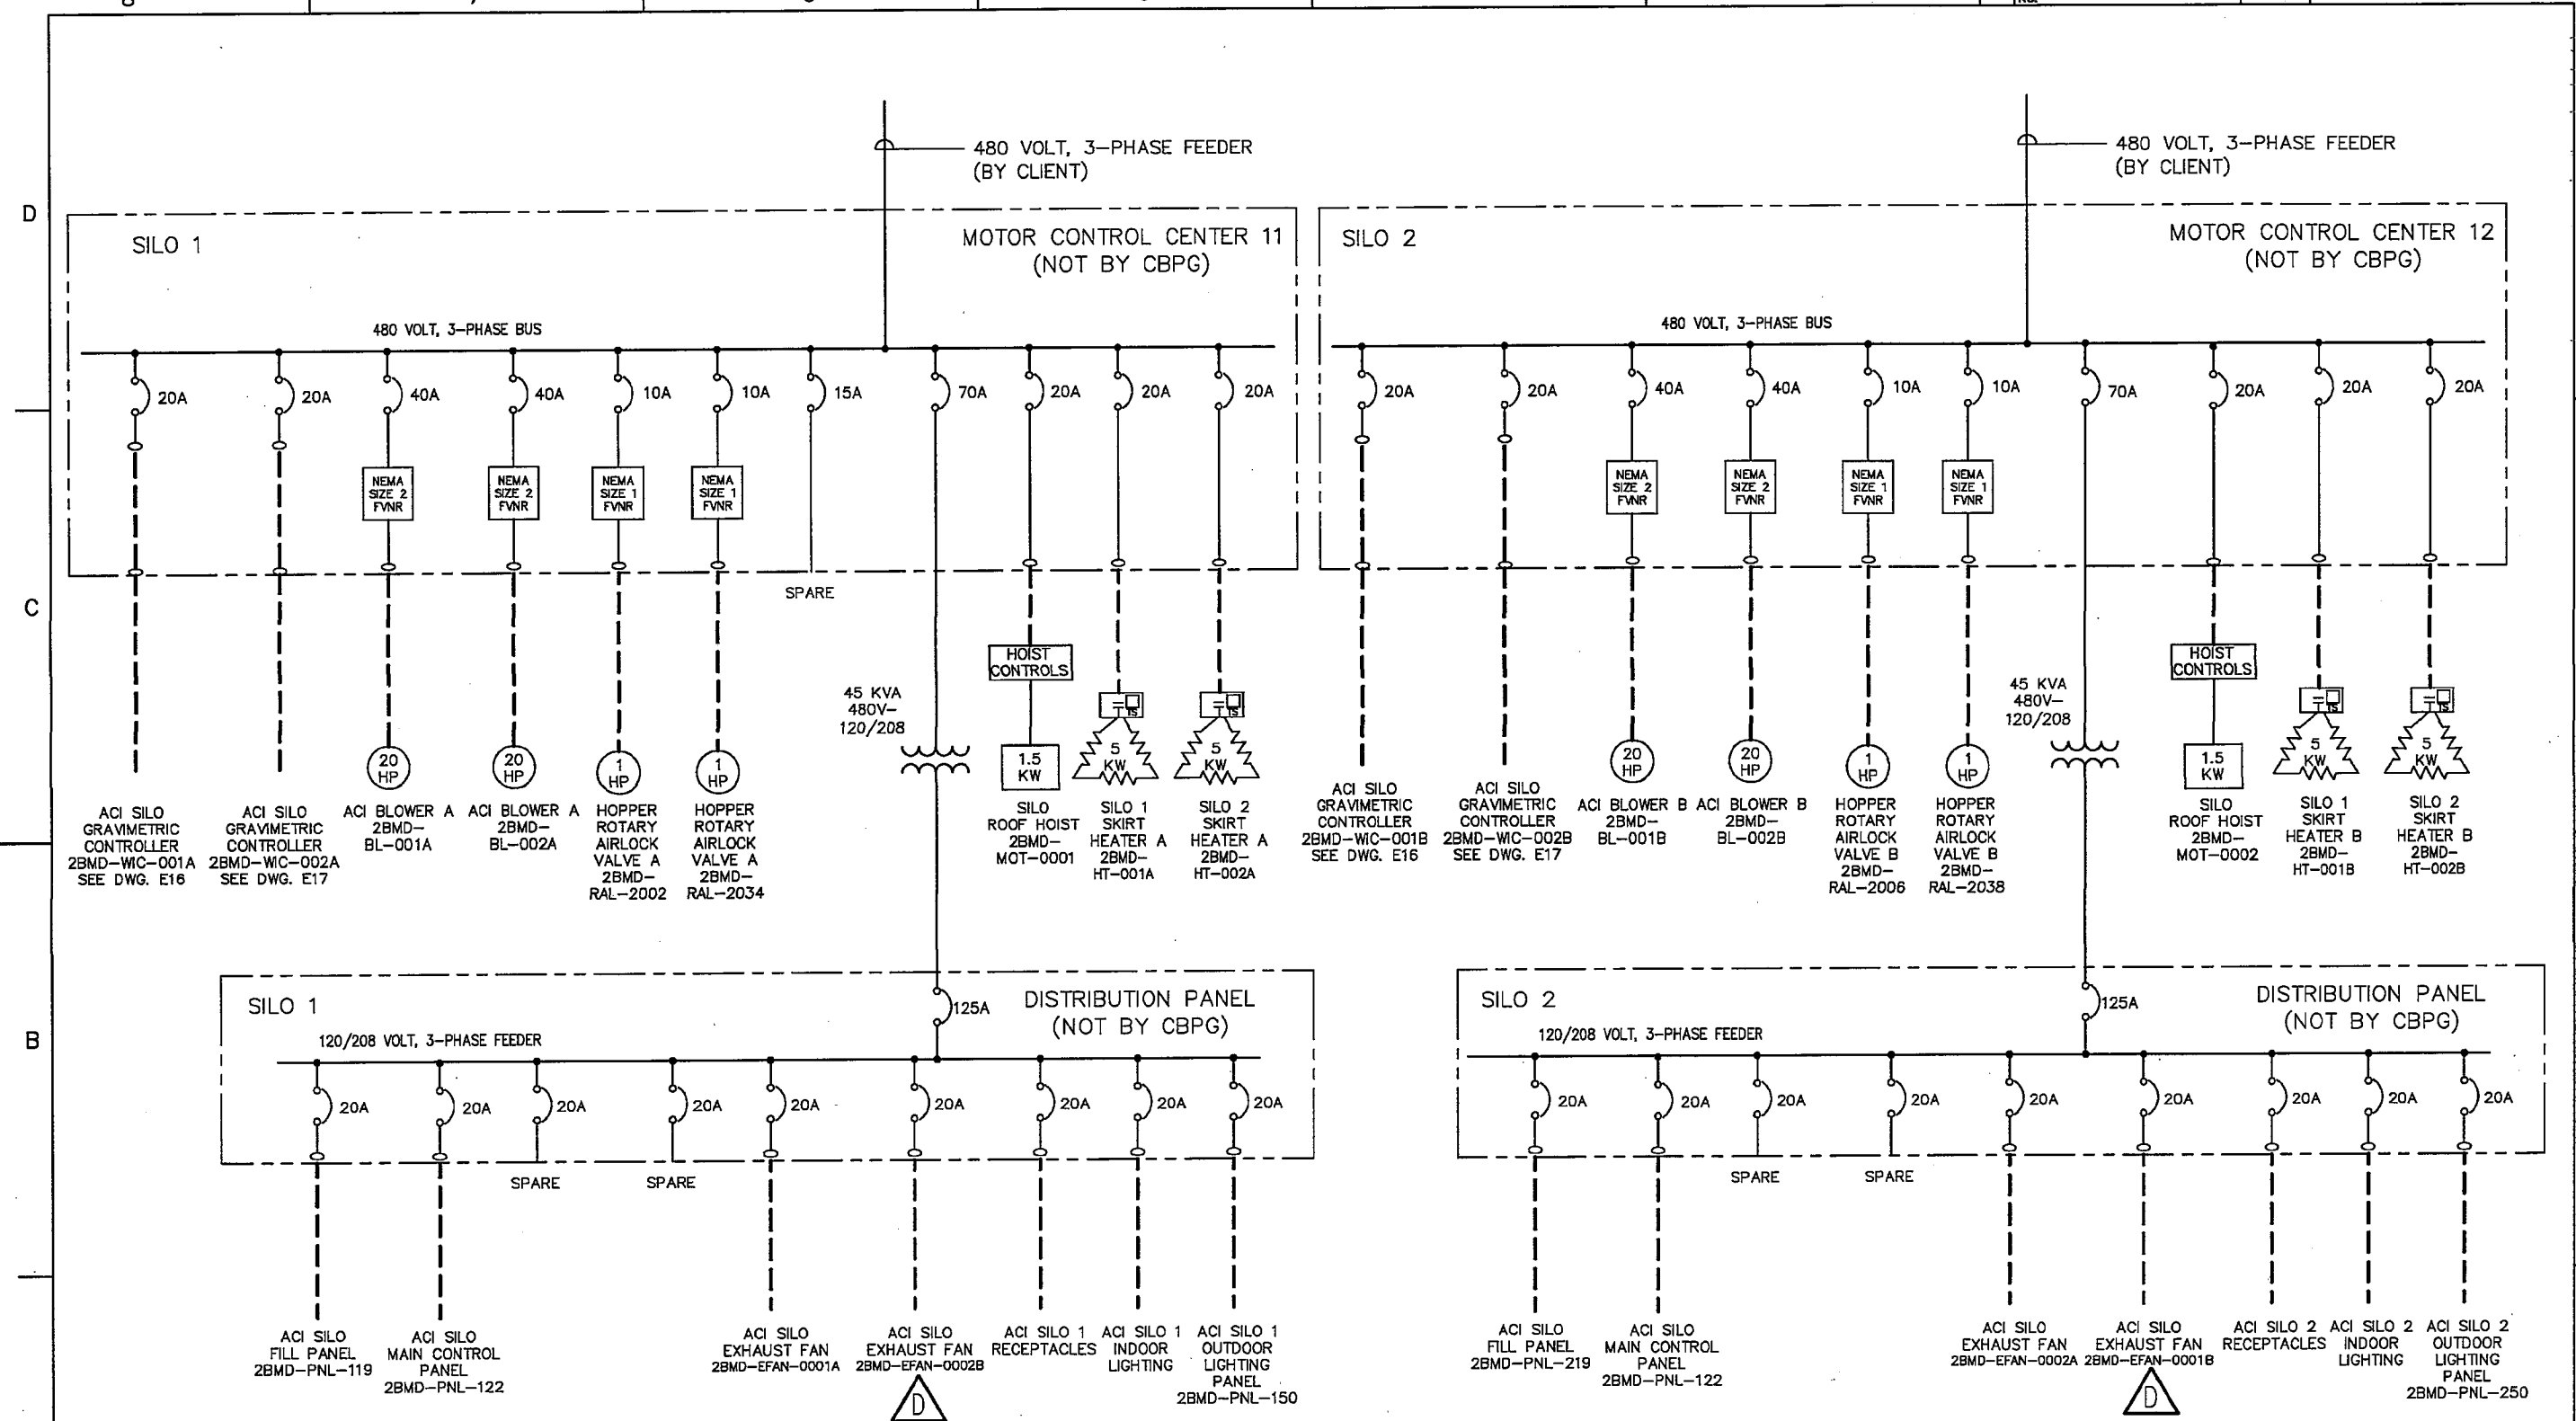 480 VOLT, 3-PHASE FEEDER
(BY CLIENT)
480 VOLT, 3-PHASE FEEDER
(BY CLIENT)
D
SILO 1
MOTOR CONTROL CENTER 11
(NOT BY CBPG)
480 VOLT, 3-PHASE BUS
20A
20A
40A
40A
10A
10A
15A
70A
20A
20A
20A
NEMA
SIZE 2
FVNR
NEMA
SIZE 2
FVNR
NEMA
SIZE 1
FVNR
NEMA
SIZE 1
FVNR
SPARE
SILO 2
MOTOR CONTROL CENTER 12
(NOT BY CBPG)
480 VOLT, 3-PHASE BUS
20A
20A
40A
40A
10A
10A
70A
20A
20A
20A
NEMA
SIZE 2
FVNR
NEMA
SIZE 2
FVNR
NEMA
SIZE 1
FVNR
NEMA
SIZE 1
FVNR
C
45 KVA
480V-
120/208
HOIST
CONTROLS
TS
TS
20
HP
20
HP
1
HP
1
HP
1.5
KW
5
KW
5
KW
ACI SILO
GRAVIMETRIC
CONTROLLER
2BMD-WIC-001A
SEE DWG. E16
ACI SILO
GRAVIMETRIC
CONTROLLER
2BMD-WIC-002A
SEE DWG. E17
ACI BLOWER A
2BMD-
BL-001A
ACI BLOWER A
2BMD-
BL-002A
HOPPER
ROTARY
AIRLOCK
VALVE A
2BMD-
RAL-2002
HOPPER
ROTARY
AIRLOCK
VALVE A
2BMD-
RAL-2034
SILO
ROOF HOIST
2BMD-
MOT-0001
SILO 1
SKIRT
HEATER A
2BMD-
HT-001A
SILO 2
SKIRT
HEATER A
2BMD-
HT-002A
45 KVA
480V-
120/208
HOIST
CONTROLS
TS
TS
20
HP
20
HP
1
HP
1
HP
1.5
KW
5
KW
5
KW
ACI SILO
GRAVIMETRIC
CONTROLLER
2BMD-WIC-001B
SEE DWG. E16
ACI SILO
GRAVIMETRIC
CONTROLLER
2BMD-WIC-002B
SEE DWG. E17
ACI BLOWER B
2BMD-
BL-001B
ACI BLOWER B
2BMD-
BL-002B
HOPPER
ROTARY
AIRLOCK
VALVE B
2BMD-
RAL-2006
HOPPER
ROTARY
AIRLOCK
VALVE B
2BMD-
RAL-2038
SILO
ROOF HOIST
2BMD-
MOT-0002
SILO 1
SKIRT
HEATER B
2BMD-
HT-001B
SILO 2
SKIRT
HEATER B
2BMD-
HT-002B
B
SILO 1
125A
DISTRIBUTION PANEL
(NOT BY CBPG)
120/208 VOLT, 3-PHASE FEEDER
20A
20A
20A
20A
20A
20A
20A
20A
20A
SPARE
SPARE
ACI SILO
FILL PANEL
2BMD-PNL-119
ACI SILO
MAIN CONTROL
PANEL
2BMD-PNL-122
ACI SILO
EXHAUST FAN
2BMD-EFAN-0001A
ACI SILO
EXHAUST FAN
2BMD-EFAN-0002B
D
ACI SILO 1
RECEPTACLES
ACI SILO 1
INDOOR
LIGHTING
ACI SILO 1
OUTDOOR
LIGHTING
PANEL
2BMD-PNL-150
SILO 2
125A
DISTRIBUTION PANEL
(NOT BY CBPG)
120/208 VOLT, 3-PHASE FEEDER
20A
20A
20A
20A
20A
20A
20A
20A
20A
SPARE
SPARE
ACI SILO
FILL PANEL
2BMD-PNL-219
ACI SILO
MAIN CONTROL
PANEL
2BMD-PNL-122
ACI SILO
EXHAUST FAN
2BMD-EFAN-0002A
ACI SILO
EXHAUST FAN
2BMD-EFAN-0001B
D
ACI SILO 2
RECEPTACLES
ACI SILO 2
INDOOR
LIGHTING
ACI SILO 2
OUTDOOR
LIGHTING
PANEL
2BMD-PNL-250